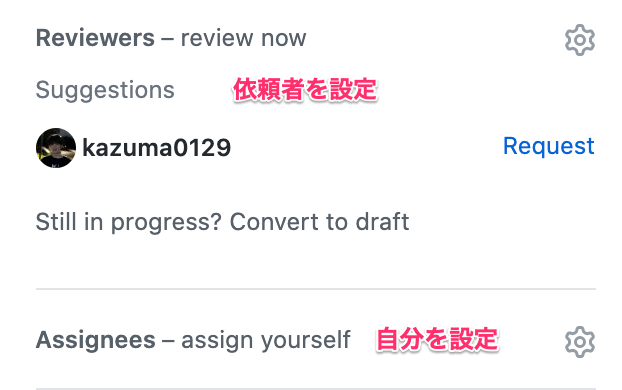 Reviewers – review now
Suggestions 依頼者を設定
kazuma0129 Request
Still in progress? Convert to draft
Assignees – assign yourself 自分を設定